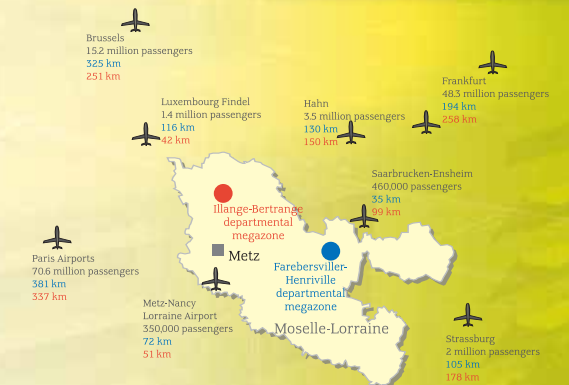 Brussels
15.2 million passengers
325 km
251 km
Frankfurt
48.3 million passengers
194 km
258 km
Luxembourg Findel
1.4 million passengers
116 km
42 km
Hahn
3.5 million passengers
130 km
150 km
Saarbrucken-Ensheim
460,000 passengers
35 km
99 km
Illange-Bertrange
departmental
megazone
Metz
Paris Airports
70.6 million passengers
381 km
337 km
Farebersviller-
Henriville
departmental
megazone
Metz-Nancy
Lorraine Airport
350,000 passengers
72 km
51 km
Moselle-Lorraine
Strassburg
2 million passengers
105 km
178 km